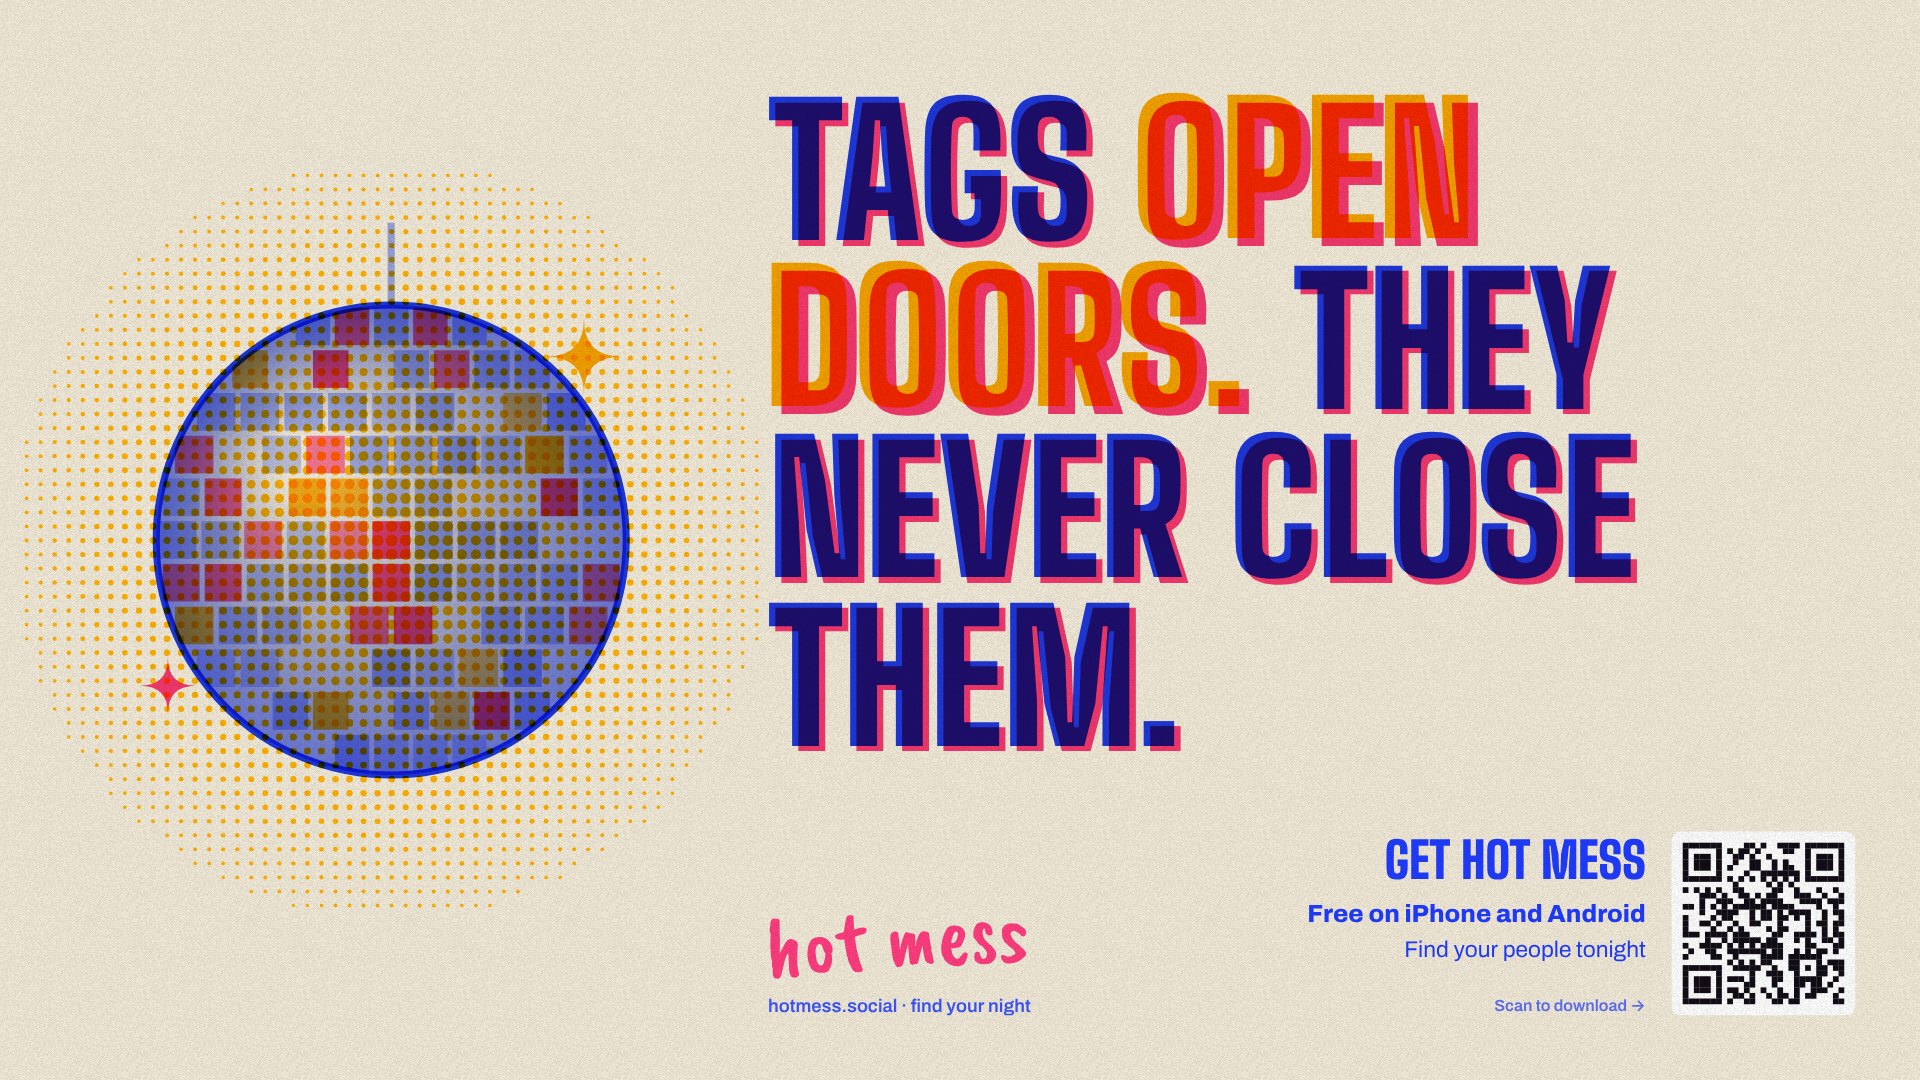 TAGS OPEN
DOORS. THEY
NEVER CLOSE
THEM.
hot mess
hotmess.social · find your night
GET HOT MESS
Free on iPhone and Android
Find your people tonight
Scan to download →